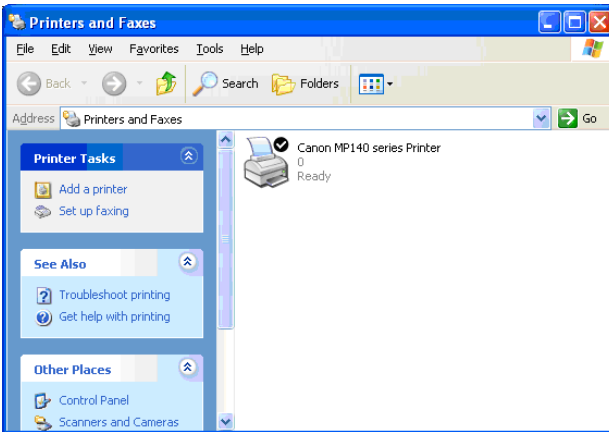 Printers and Faxes
File Edit View Favorites Tools Help
Back Search Folders
Address Printers and Faxes Go
Printer Tasks
Add a printer
Set up faxing
See Also
Troubleshoot printing
Get help with printing
Other Places
Control Panel
Scanners and Cameras
Canon MP140 series Printer
0
Ready